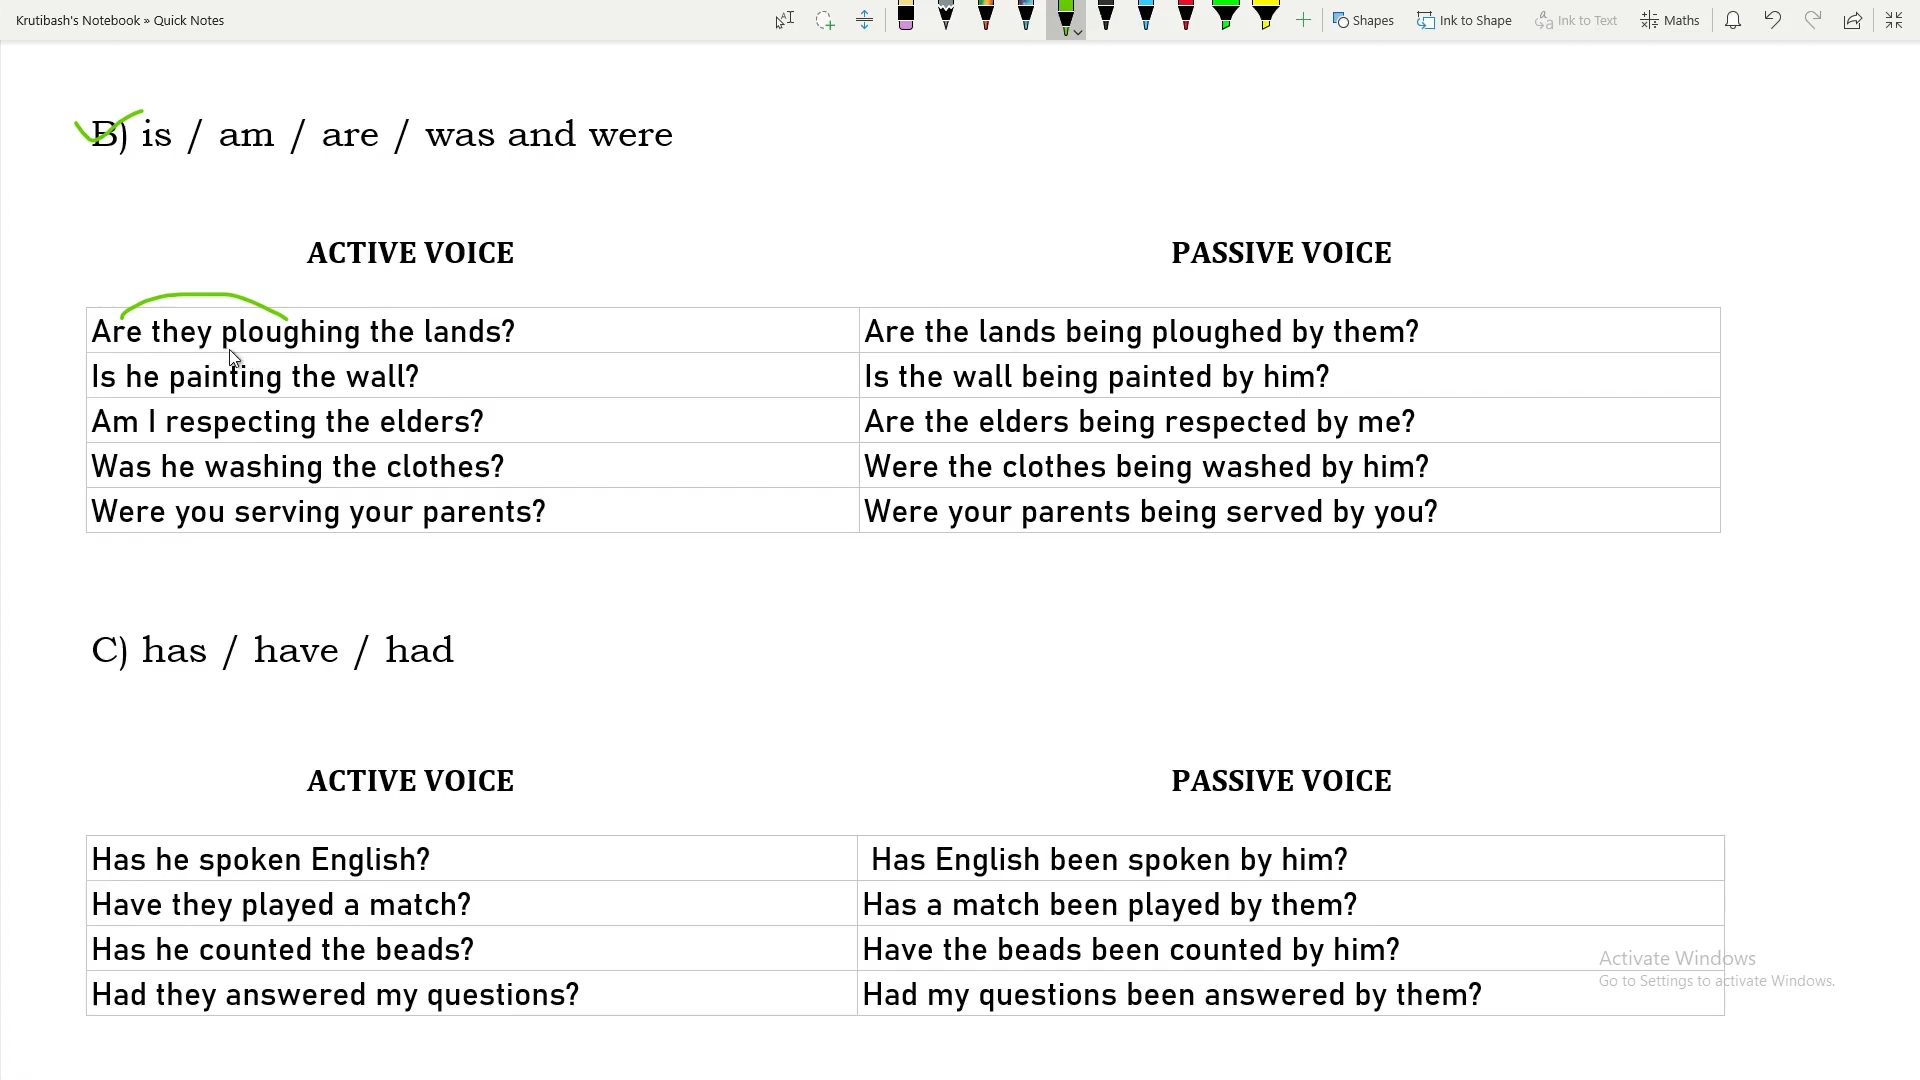 Krutibash's Notebook » Quick Notes
Shapes Ink to Shape Ink to Text Maths
B) is / am / are / was and were
ACTIVE VOICE PASSIVE VOICE
Are they ploughing the lands? Are the lands being ploughed by them?
Is he painting the wall? Is the wall being painted by him?
Am I respecting the elders? Are the elders being respected by me?
Was he washing the clothes? Were the clothes being washed by him?
Were you serving your parents? Were your parents being served by you?
C) has / have / had
ACTIVE VOICE PASSIVE VOICE
Has he spoken English? Has English been spoken by him?
Have they played a match? Has a match been played by them?
Has he counted the beads? Have the beads been counted by him?
Activate Windows
Go to Settings to activate Windows.
Had they answered my questions? Had my questions been answered by them?